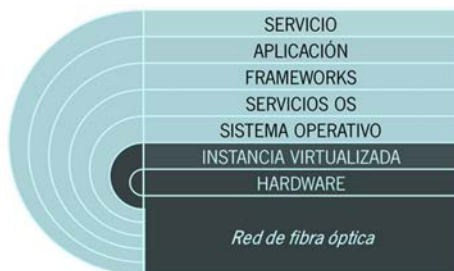 SERVICIO
APLICACIÓN
FRAMEWORKS
SERVICIOS OS
SISTEMA OPERATIVO
INSTANCIA VIRTUALIZADA
HARDWARE
Red de fibra óptica